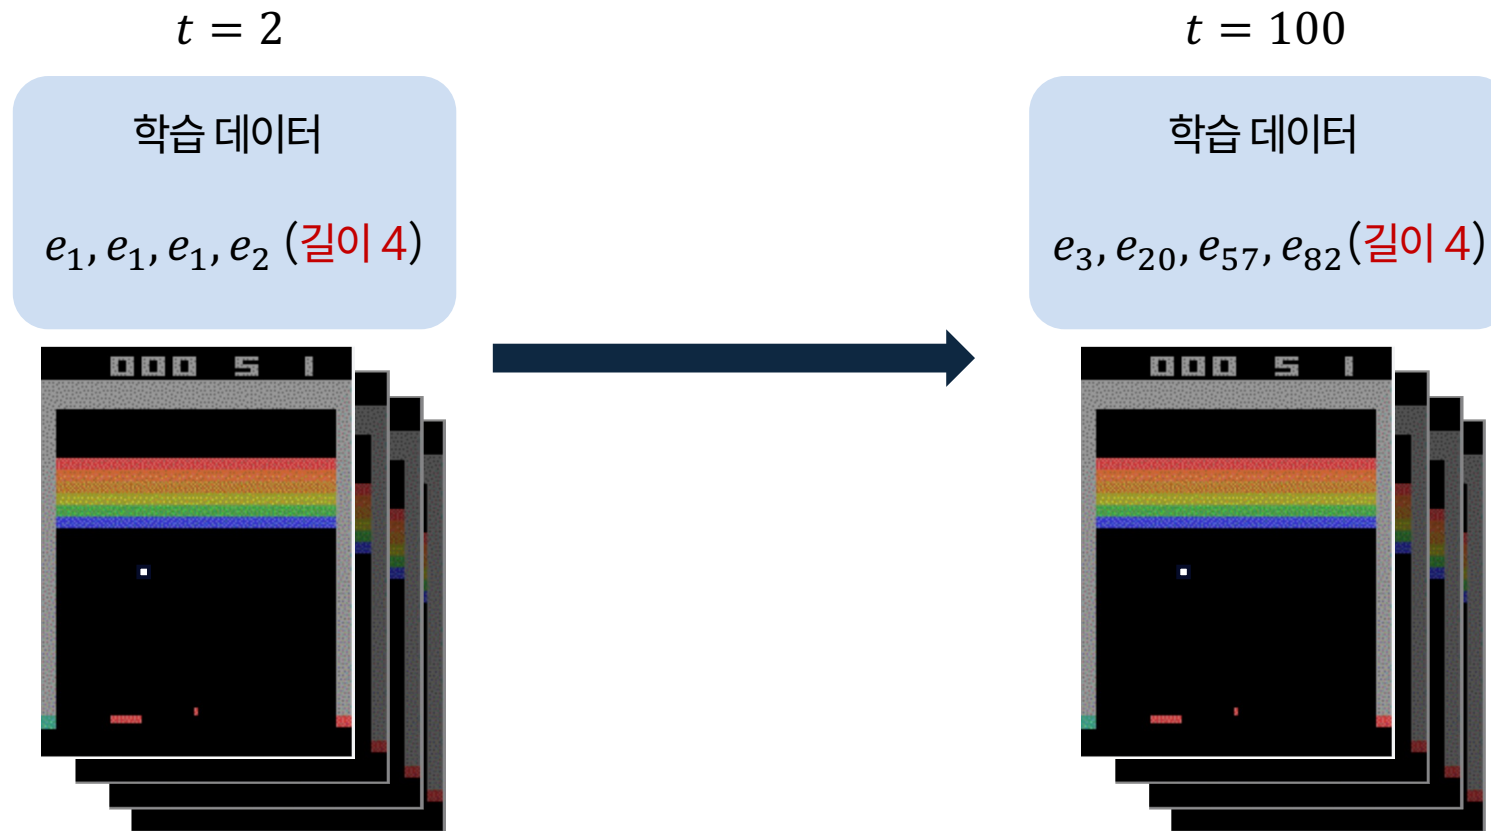 t = 2
학습 데이터
e₁, e₁, e₁, e₂ (길이 4)
000 5 1
t = 100
학습 데이터
e₃, e₂₀, e₅₇, e₈₂(길이 4)
000 5 1